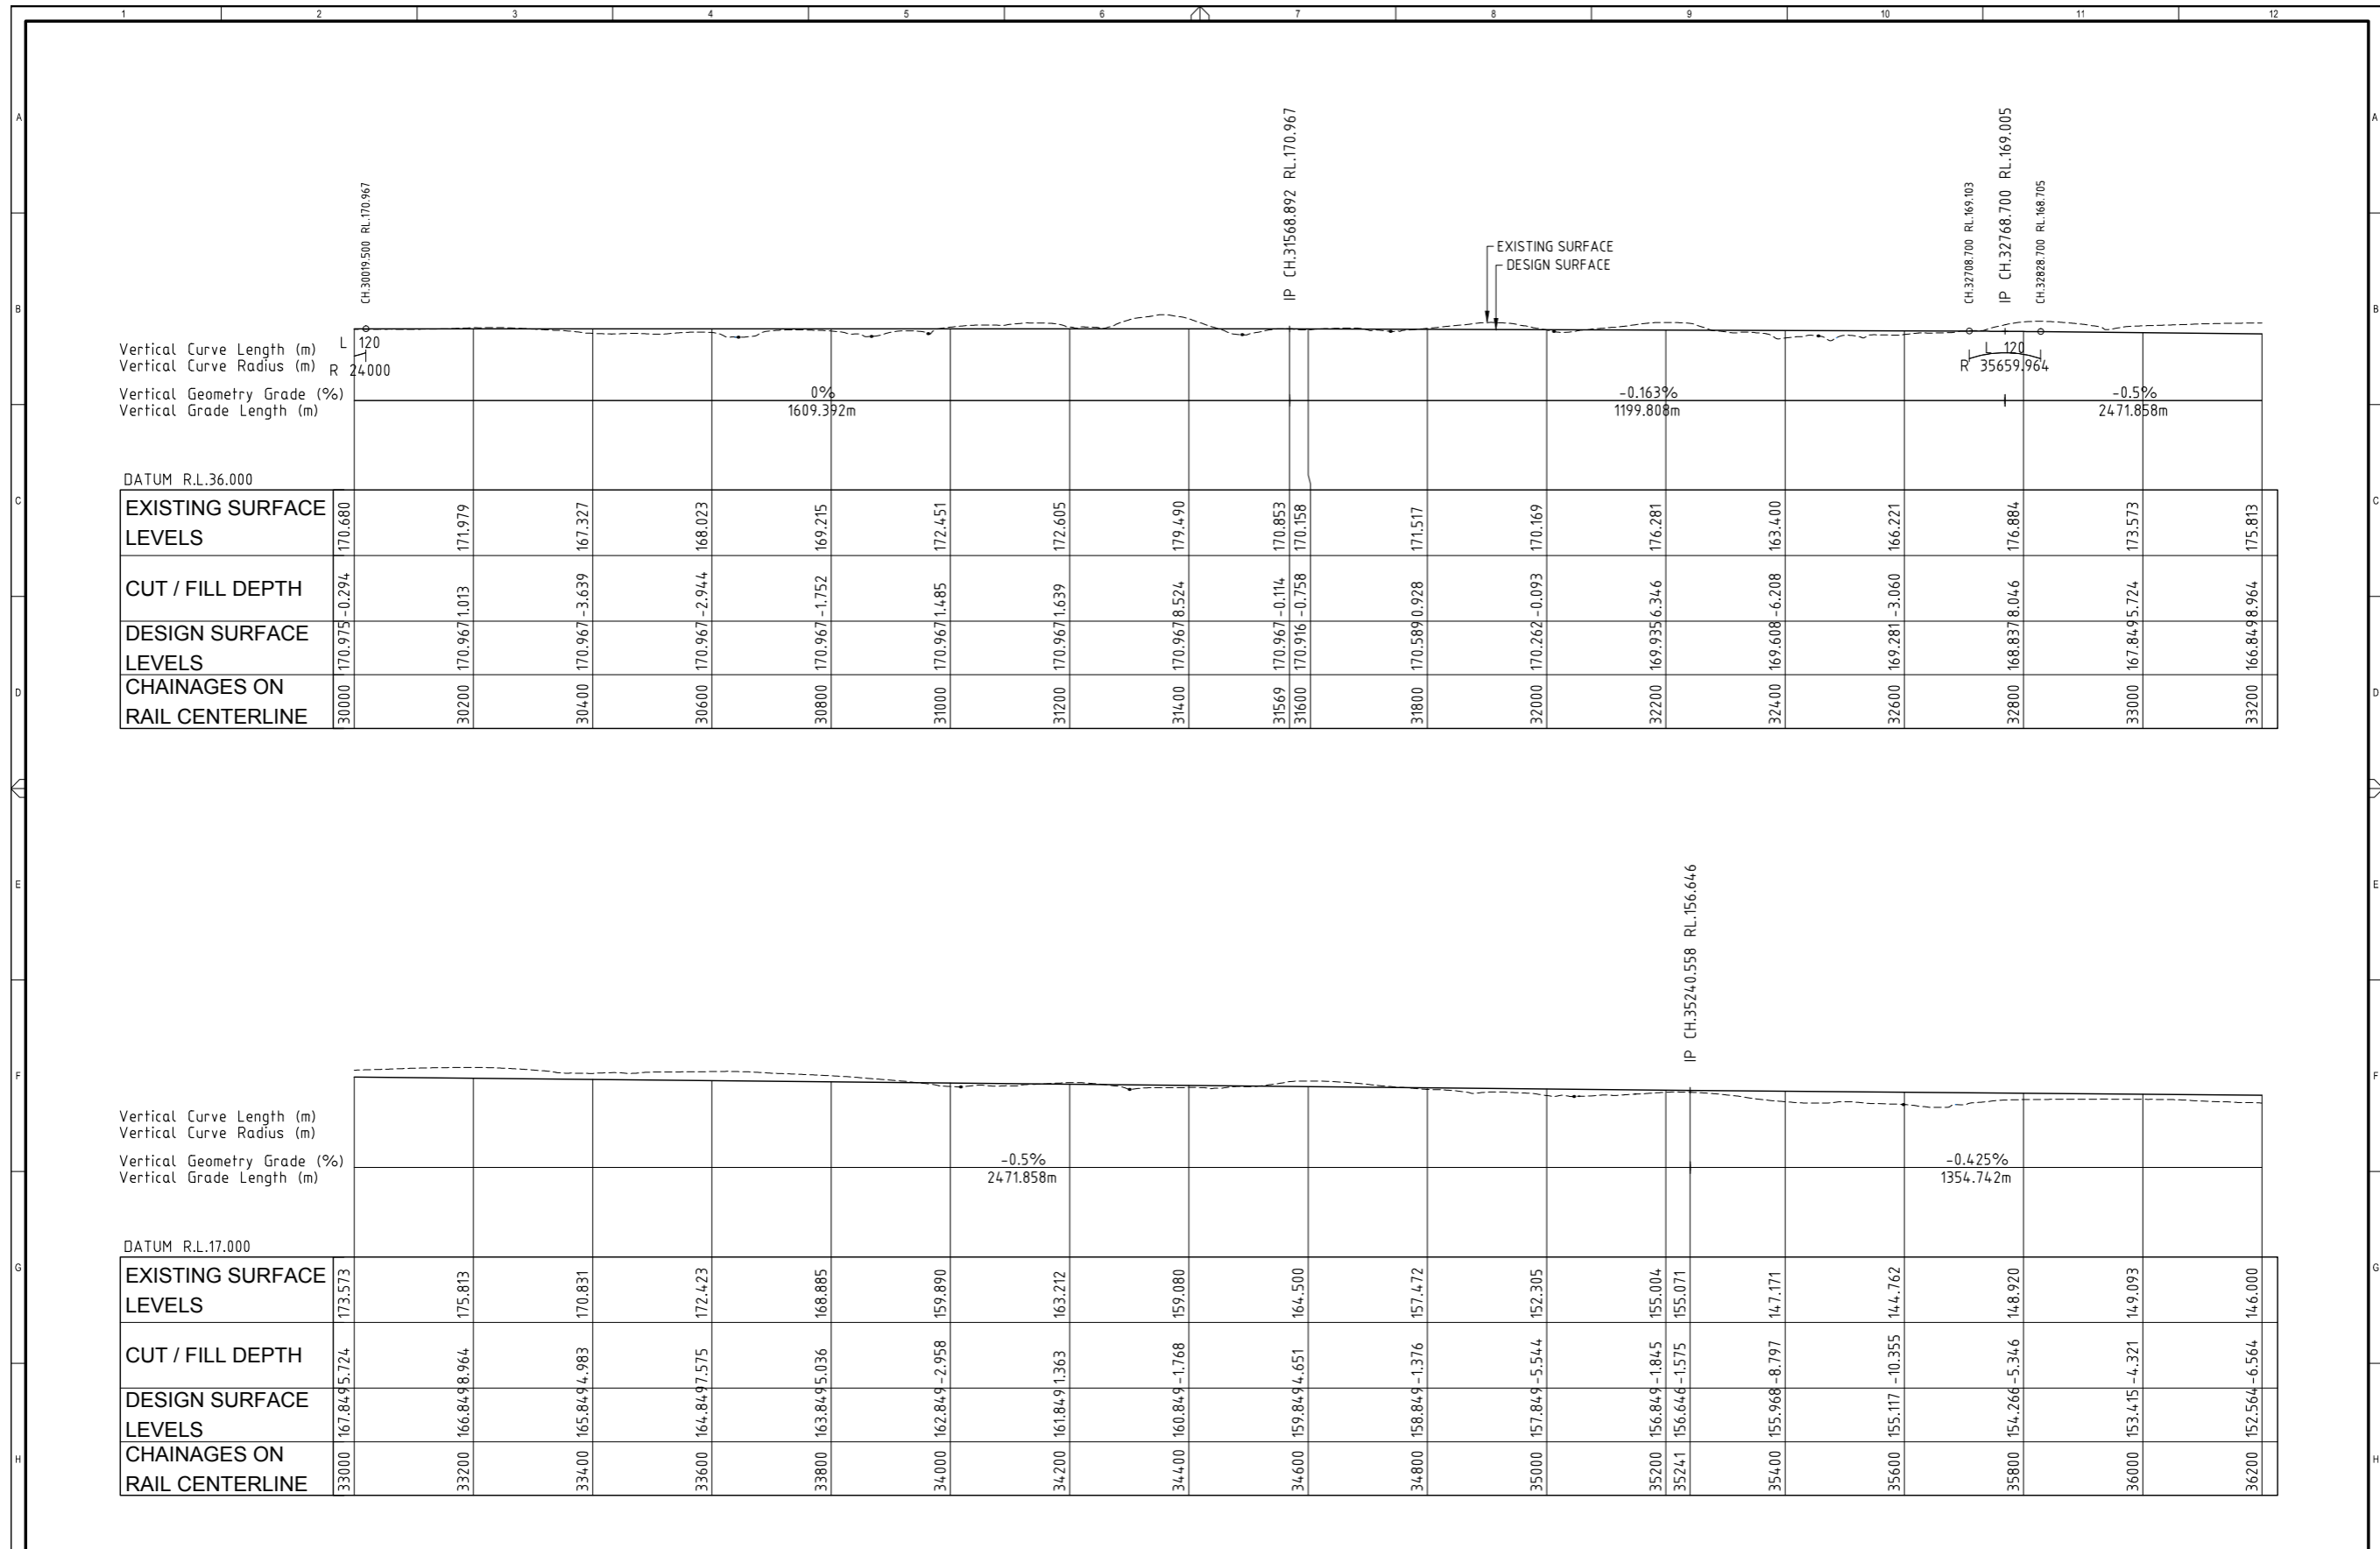 1 2 3 4 5 6 7 8 9 10 11 12
A A
B B
C C
D D
E E
F F
G G
H H
CH.30019.500 RL.170.967
IP CH.31568.892 RL.170.967
EXISTING SURFACE
DESIGN SURFACE
CH.32708.700 RL.169.103
IP CH.32768.700 RL.169.005
CH.32828.700 RL.168.705
Vertical Curve Length (m) L 120 L 120
Vertical Curve Radius (m) R 24000 R 35659.964
Vertical Geometry Grade (%) 0% -0.163% -0.5%
Vertical Grade Length (m) 1609.392m 1199.808m 2471.858m
DATUM R.L.36.000
EXISTING SURFACE
LEVELS
170.680 171.979 167.327 168.023 169.215 172.451 172.605 179.490 170.853 170.158 171.517 170.169 176.281 163.400 166.221 176.884 173.573 175.813
CUT / FILL DEPTH
-0.294 1.013 -3.639 -2.944 -1.752 1.485 1.639 8.524 -0.114 -0.758 0.928 -0.093 6.346 -6.208 -3.060 8.046 5.724 8.964
DESIGN SURFACE
LEVELS
170.975 170.967 170.967 170.967 170.967 170.967 170.967 170.967 170.967 170.916 170.589 170.262 169.935 169.608 169.281 168.837 167.849 166.849
CHAINAGES ON
RAIL CENTERLINE
30000 30200 30400 30600 30800 31000 31200 31400 31569 31600 31800 32000 32200 32400 32600 32800 33000 33200
IP CH.35240.558 RL.156.646
Vertical Curve Length (m)
Vertical Curve Radius (m)
Vertical Geometry Grade (%) -0.5% -0.425%
Vertical Grade Length (m) 2471.858m 1354.742m
DATUM R.L.17.000
EXISTING SURFACE
LEVELS
173.573 175.813 170.831 172.423 168.885 159.890 163.212 159.080 164.500 157.472 152.305 155.004 155.071 147.171 144.762 148.920 149.093 146.000
CUT / FILL DEPTH
5.724 8.964 4.983 7.575 5.036 -2.958 1.363 -1.768 4.651 -1.376 -5.544 -1.845 -1.575 -8.797 -10.355 -5.346 -4.321 -6.564
DESIGN SURFACE
LEVELS
167.849 166.849 165.849 164.849 163.849 162.849 161.849 160.849 159.849 158.849 157.849 156.849 156.646 155.968 155.117 154.266 153.415 152.564
CHAINAGES ON
RAIL CENTERLINE
33000 33200 33400 33600 33800 34000 34200 34400 34600 34800 35000 35200 35241 35400 35600 35800 36000 36200